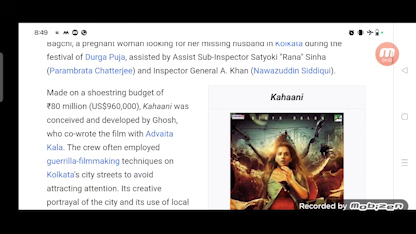 8:49
Bagchi, a pregnant woman looking for her missing husband in Kolkata during the
festival of Durga Puja, assisted by Assist Sub-Inspector Satyoki "Rana" Sinha
(Parambrata Chatterjee) and Inspector General A. Khan (Nawazuddin Siddiqui).
Made on a shoestring budget of
₹80 million (US$960,000), Kahaani was
conceived and developed by Ghosh,
who co-wrote the film with Advaita
Kala. The crew often employed
guerrilla-filmmaking techniques on
Kolkata's city streets to avoid
attracting attention. Its creative
portrayal of the city and its use of local
Kahaani
VIDYA BALAN
Recorded by MOBIZEN